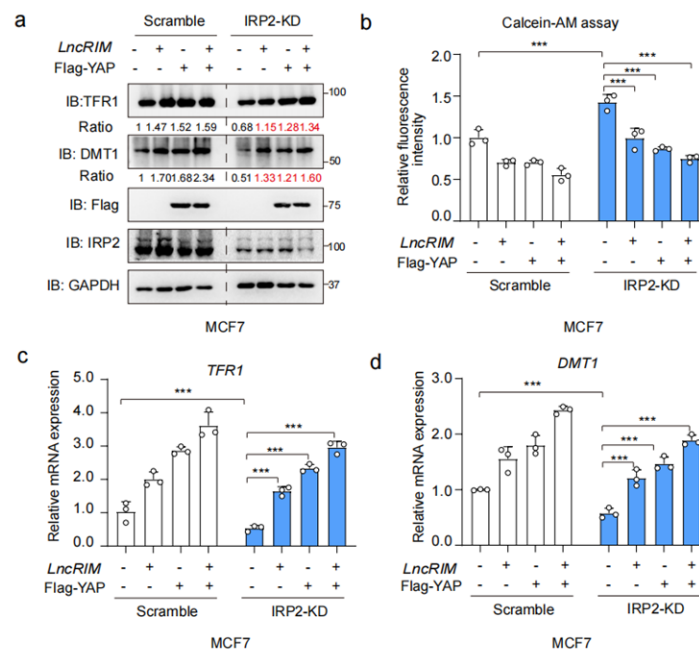 a
Scramble IRP2-KD
LncRIM - + - + - + - +
Flag-YAP - - + + - - + +
IB:TFR1 100
Ratio 1 1.47 1.52 1.59 0.68 1.15 1.28 1.34
IB: DMT1 50
Ratio 1 1.70 1.68 2.34 0.51 1.33 1.21 1.60
IB: Flag 75
IB: IRP2 100
IB: GAPDH 37
MCF7
b
Calcein-AM assay
Relative fluorescence
intensity
2.0
1.5
1.0
0.5
0.0
***
***
***
***
LncRIM - + - + - + - +
Flag-YAP - - + + - - + +
Scramble IRP2-KD
MCF7
c
TFR1
Relative mRNA expression
5.0
4.0
3.0
2.0
1.0
0.0
***
***
***
***
LncRIM - + - + - + - +
Flag-YAP - - + + - - + +
Scramble IRP2-KD
MCF7
d
DMT1
Relative mRNA expression
3.0
2.0
1.0
0.0
***
***
***
***
LncRIM - + - + - + - +
Flag-YAP - - + + - - + +
Scramble IRP2-KD
MCF7